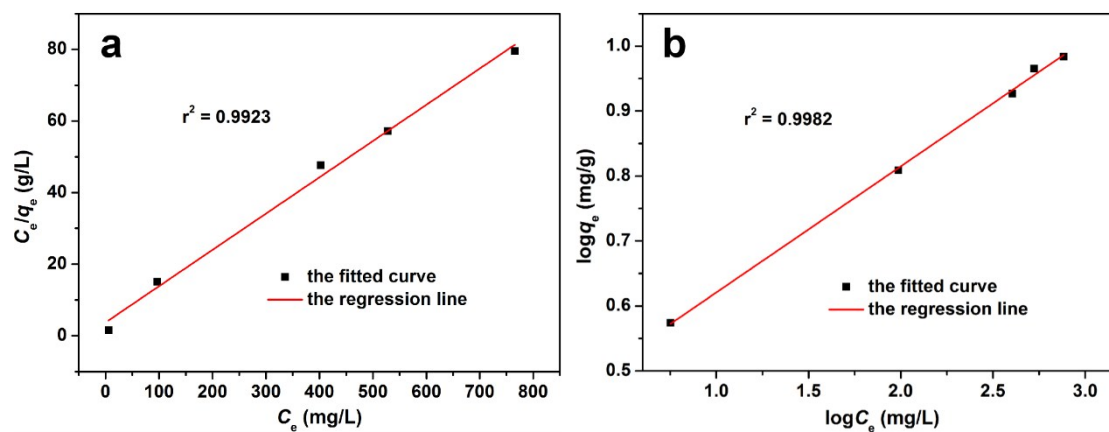 a
r² = 0.9923
80
60
40
20
0
Cₑ/qₑ (g/L)
the fitted curve
the regression line
0 100 200 300 400 500 600 700 800
Cₑ (mg/L)
b
r² = 0.9982
1.0
0.9
0.8
0.7
0.6
0.5
logqₑ (mg/g)
the fitted curve
the regression line
1.0 1.5 2.0 2.5 3.0
logCₑ (mg/L)